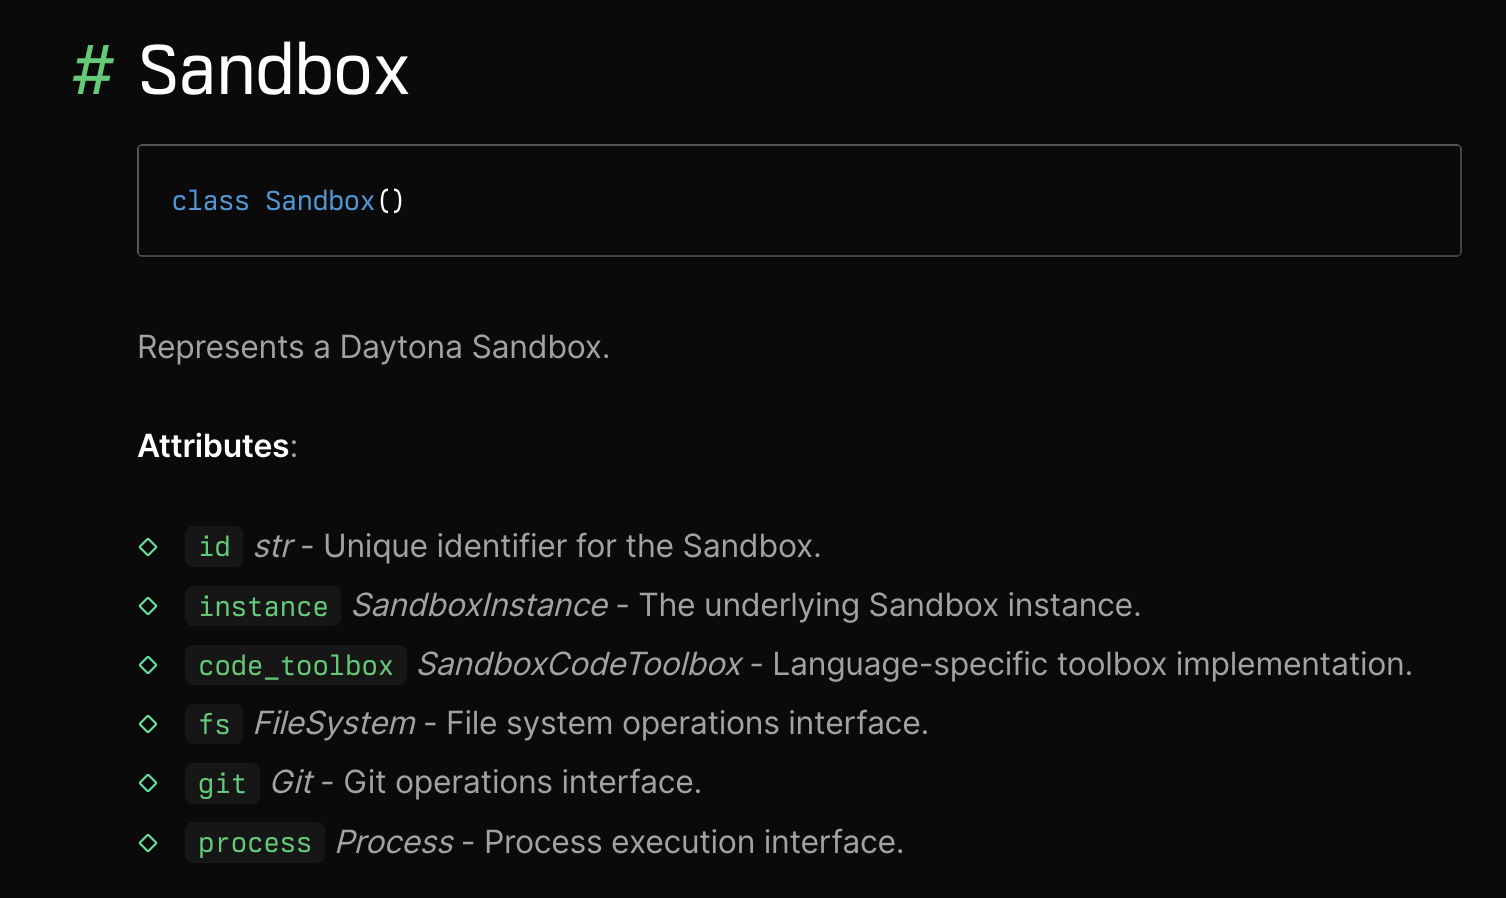 # Sandbox
class Sandbox()
Represents a Daytona Sandbox.
Attributes:
id str - Unique identifier for the Sandbox.
instance SandboxInstance - The underlying Sandbox instance.
code_toolbox SandboxCodeToolbox - Language-specific toolbox implementation.
fs FileSystem - File system operations interface.
git Git - Git operations interface.
process Process - Process execution interface.